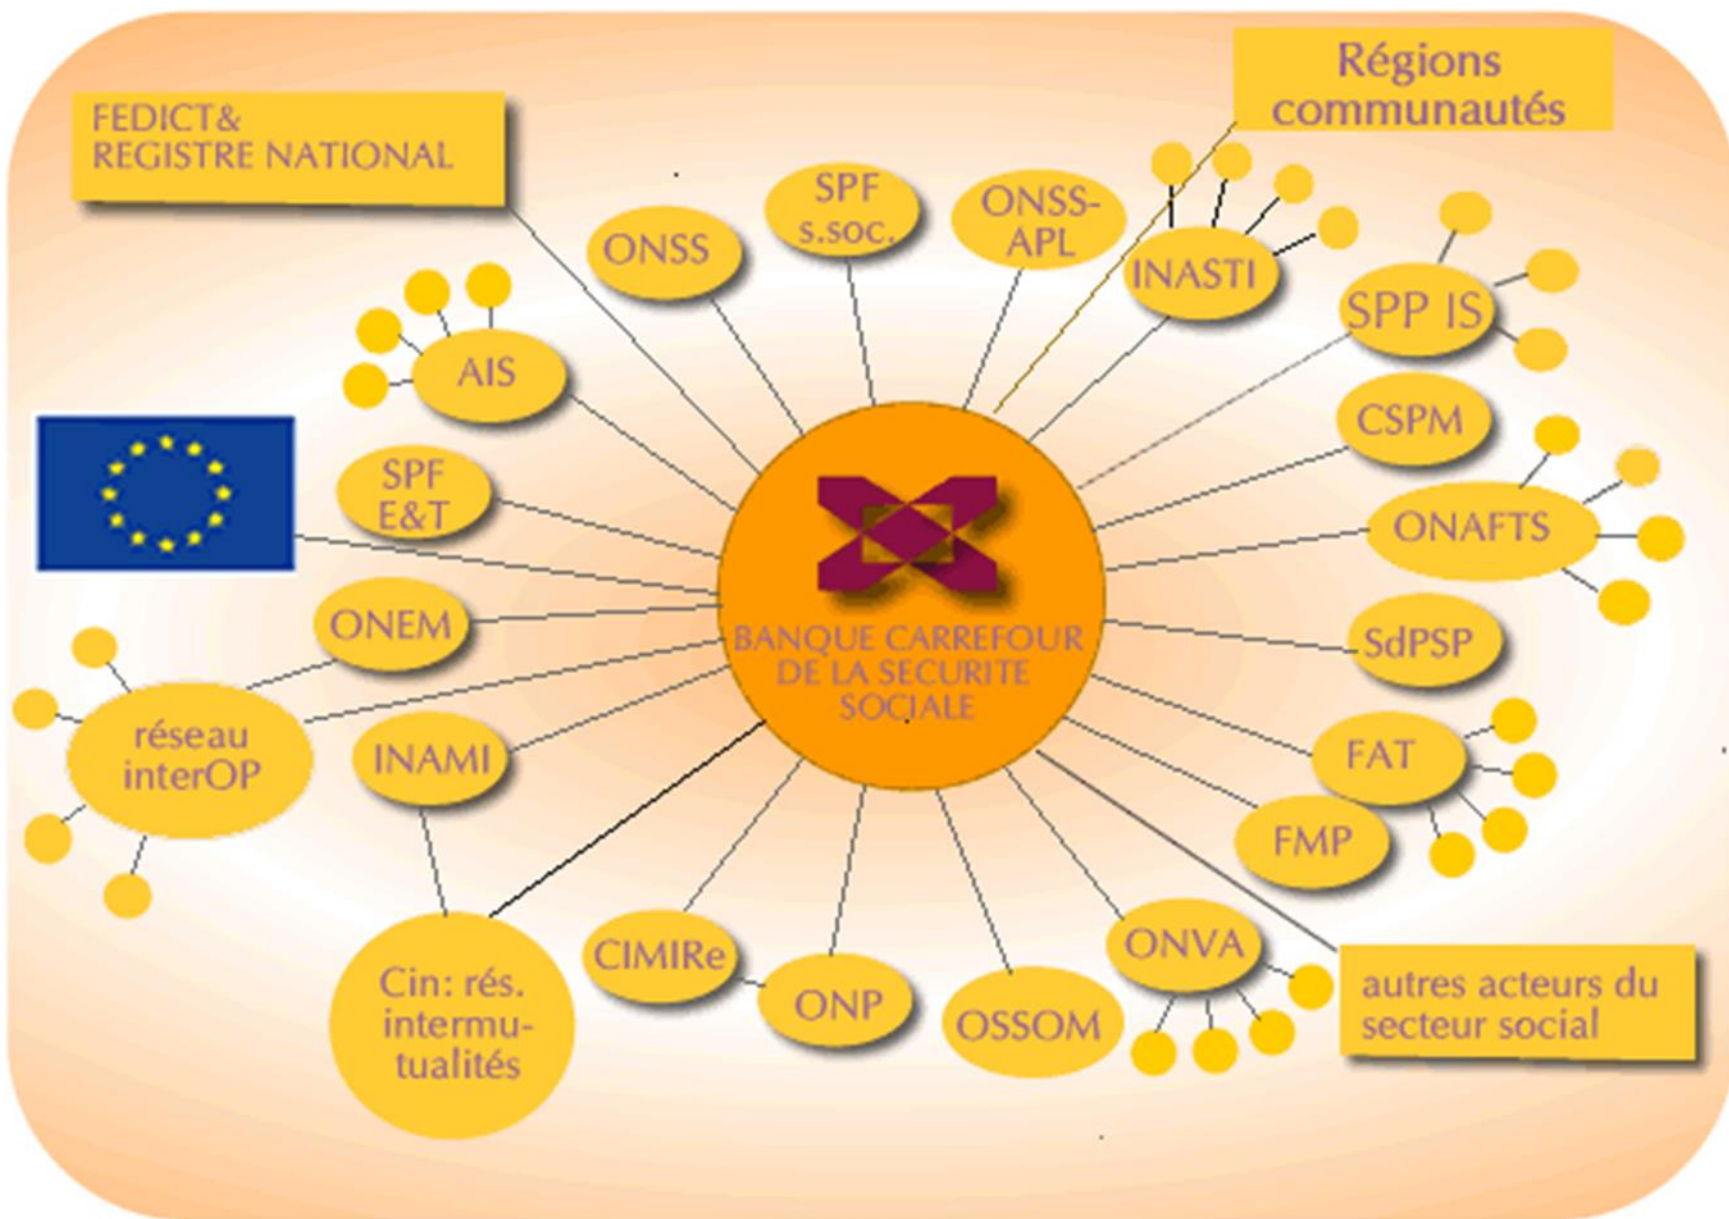 Régions
communautés
FEDICT&
REGISTRE NATIONAL
SPF
s.soc.
ONSS-
APL
ONSS
INASTI
SPP IS
AIS
CSPM
SPF
E&T
ONAFTS
ONEM
BANQUE CARREFOUR
DE LA SECURITE
SOCIALE
SdPSP
réseau
interOP
INAMI
FAT
FMP
CIMIRe
ONP
OSSOM
ONVA
Cin: rés.
intermu-
tualités
autres acteurs du
secteur social